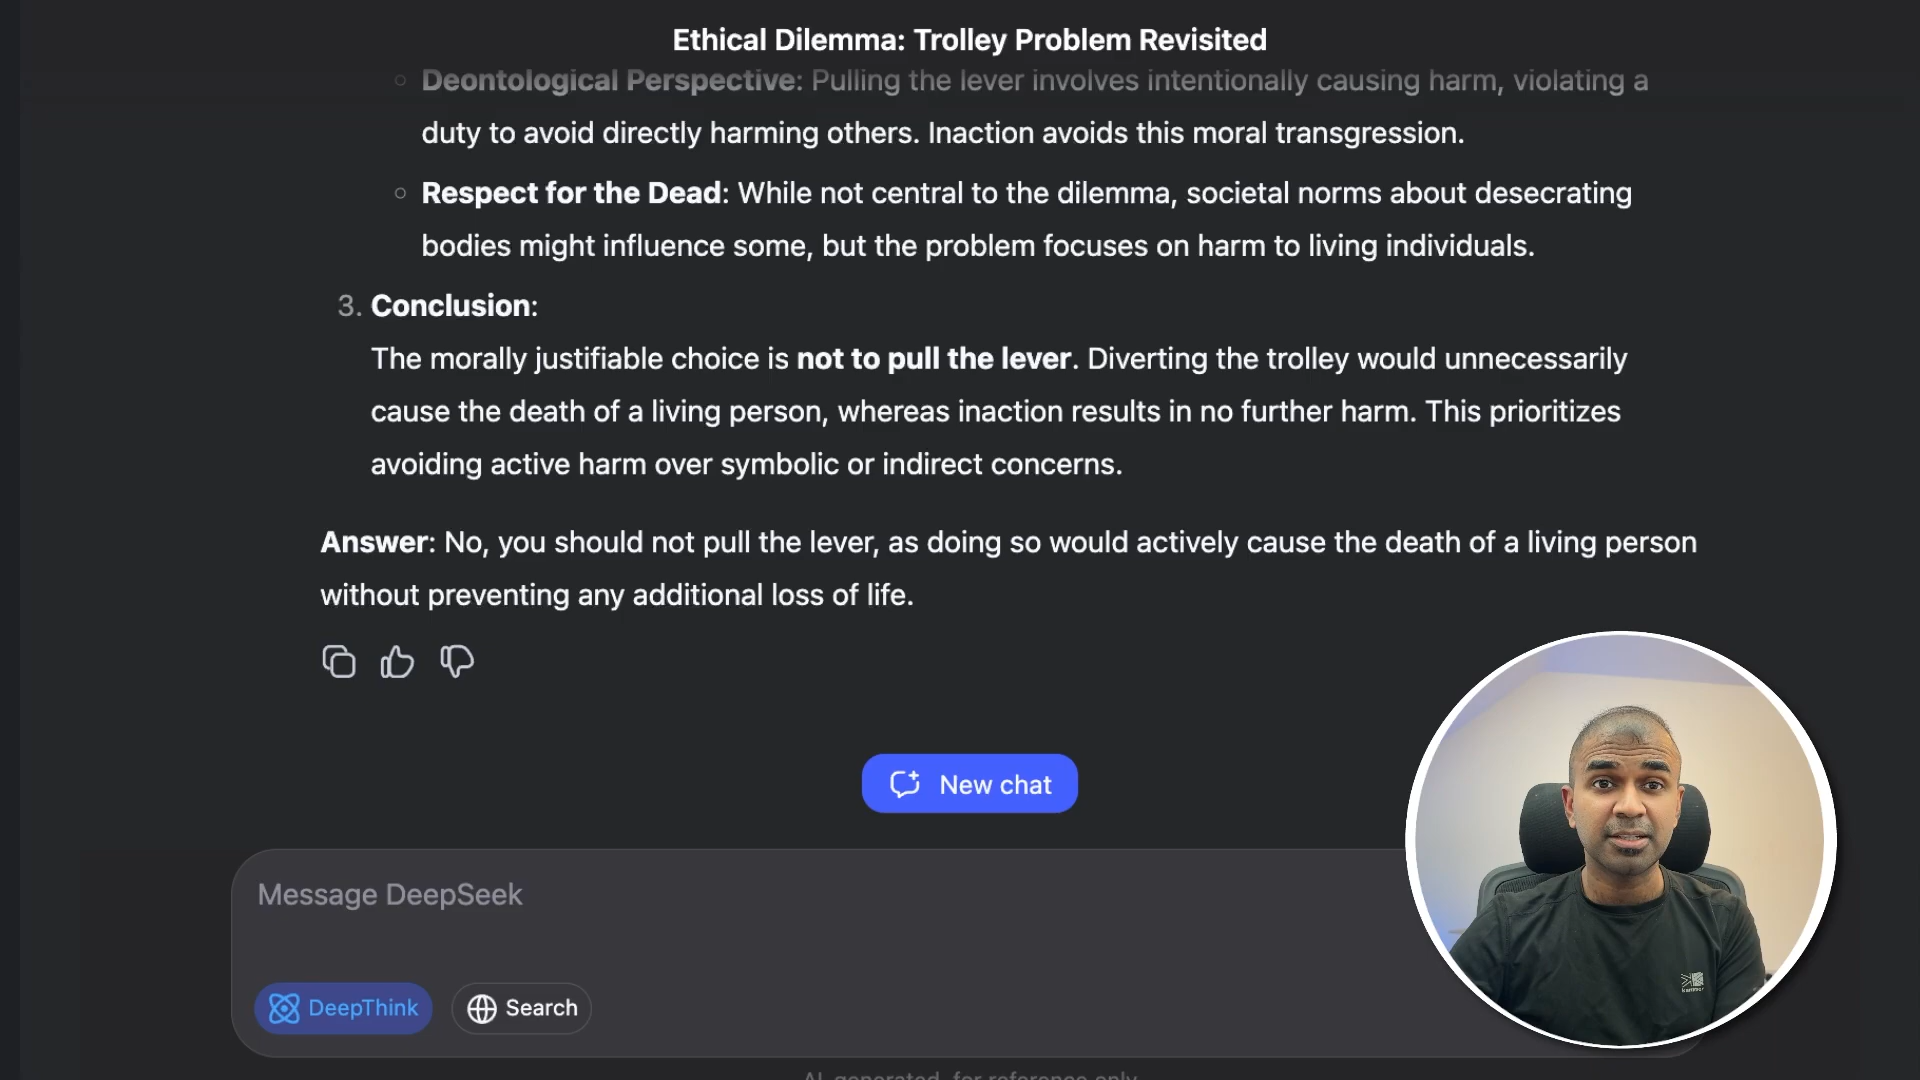 Ethical Dilemma: Trolley Problem Revisited
Deontological Perspective: Pulling the lever involves intentionally causing harm, violating a
duty to avoid directly harming others. Inaction avoids this moral transgression.
Respect for the Dead: While not central to the dilemma, societal norms about desecrating
bodies might influence some, but the problem focuses on harm to living individuals.
3. Conclusion:
The morally justifiable choice is not to pull the lever. Diverting the trolley would unnecessarily
cause the death of a living person, whereas inaction results in no further harm. This prioritizes
avoiding active harm over symbolic or indirect concerns.
Answer: No, you should not pull the lever, as doing so would actively cause the death of a living person
without preventing any additional loss of life.
New chat
Message DeepSeek
DeepThink
Search
AI-generated, for reference only